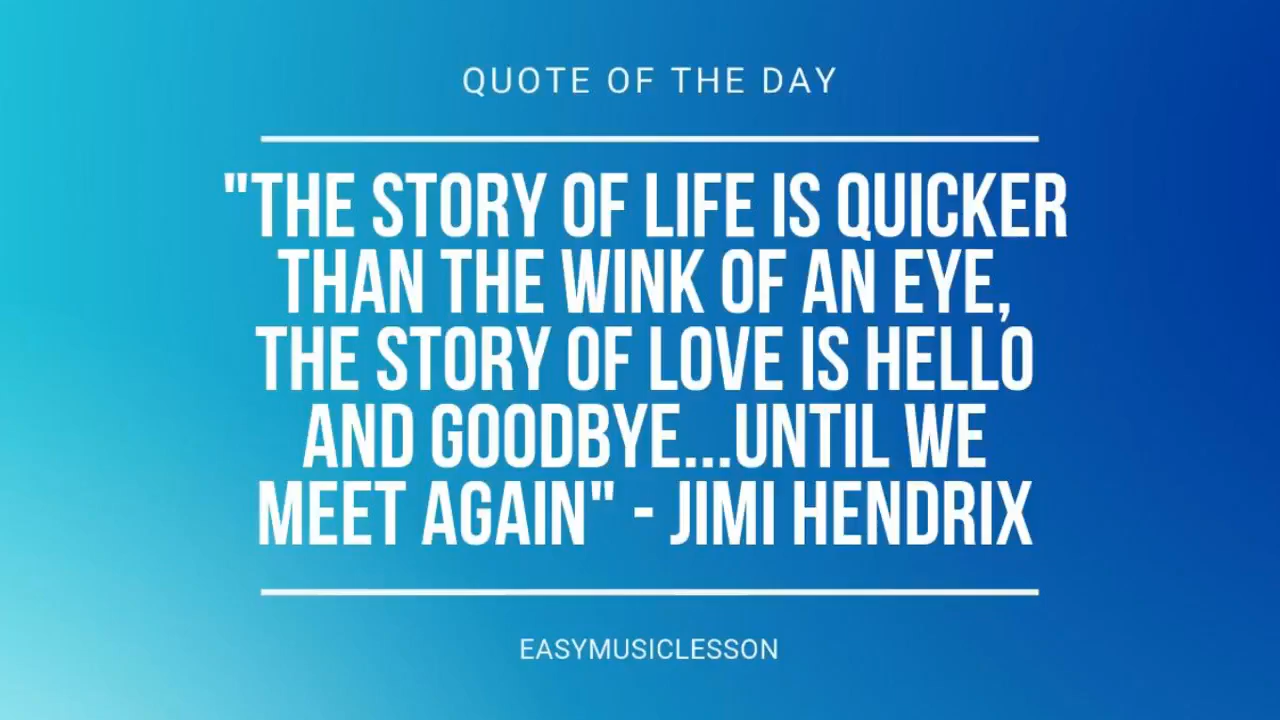 QUOTE OF THE DAY
"THE STORY OF LIFE IS QUICKER
THAN THE WINK OF AN EYE,
THE STORY OF LOVE IS HELLO
AND GOODBYE...UNTIL WE
MEET AGAIN" - JIMI HENDRIX
EASYMUSICLESSON